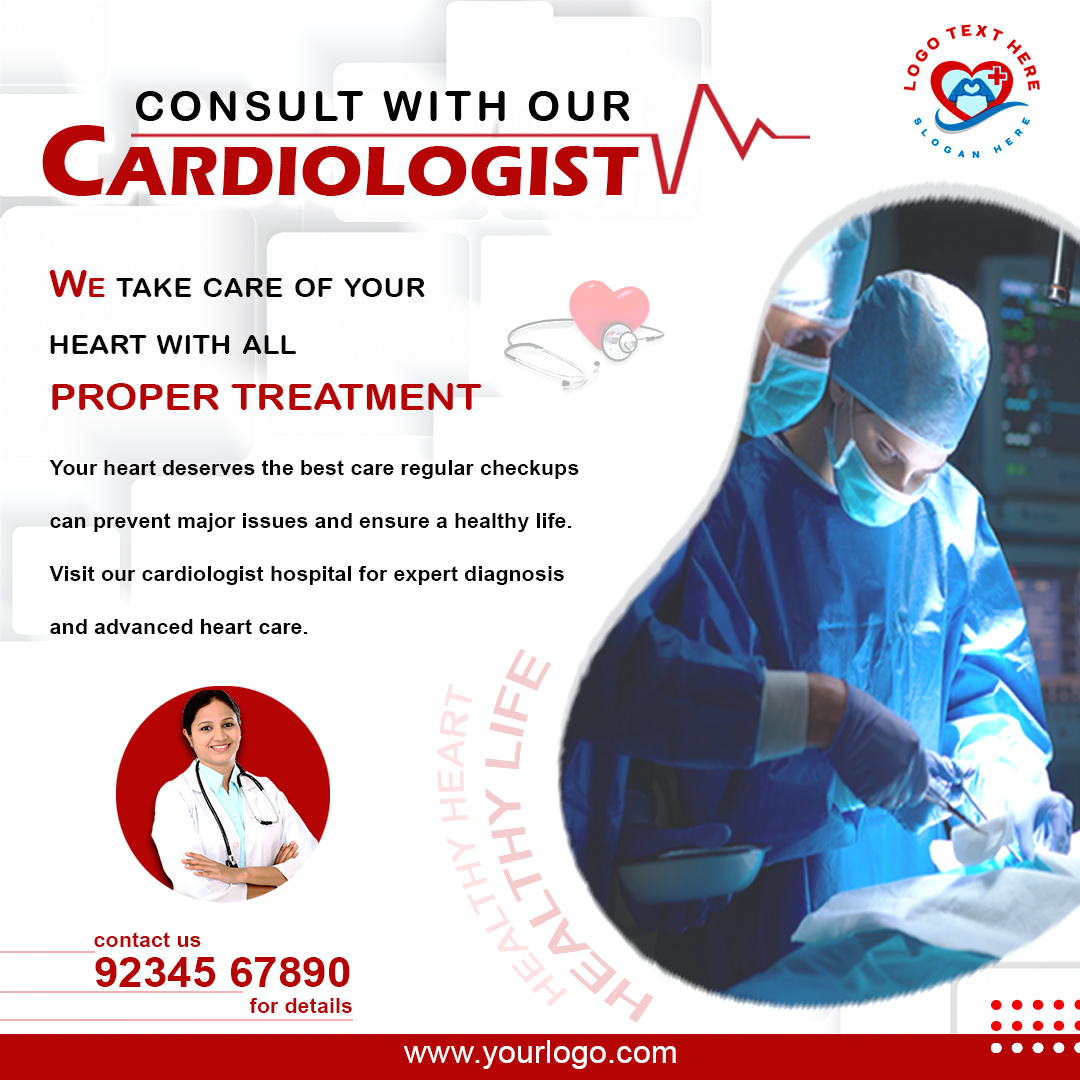 LOGO TEXT HERE
SLOGAN HERE
CONSULT WITH OUR
CARDIOLOGIST
WE TAKE CARE OF YOUR
HEART WITH ALL
PROPER TREATMENT
Your heart deserves the best care regular checkups
can prevent major issues and ensure a healthy life.
Visit our cardiologist hospital for expert diagnosis
and advanced heart care.
HEALTHY HEART
HEALTHY LIFE
contact us
92345 67890
for details
www.yourlogo.com